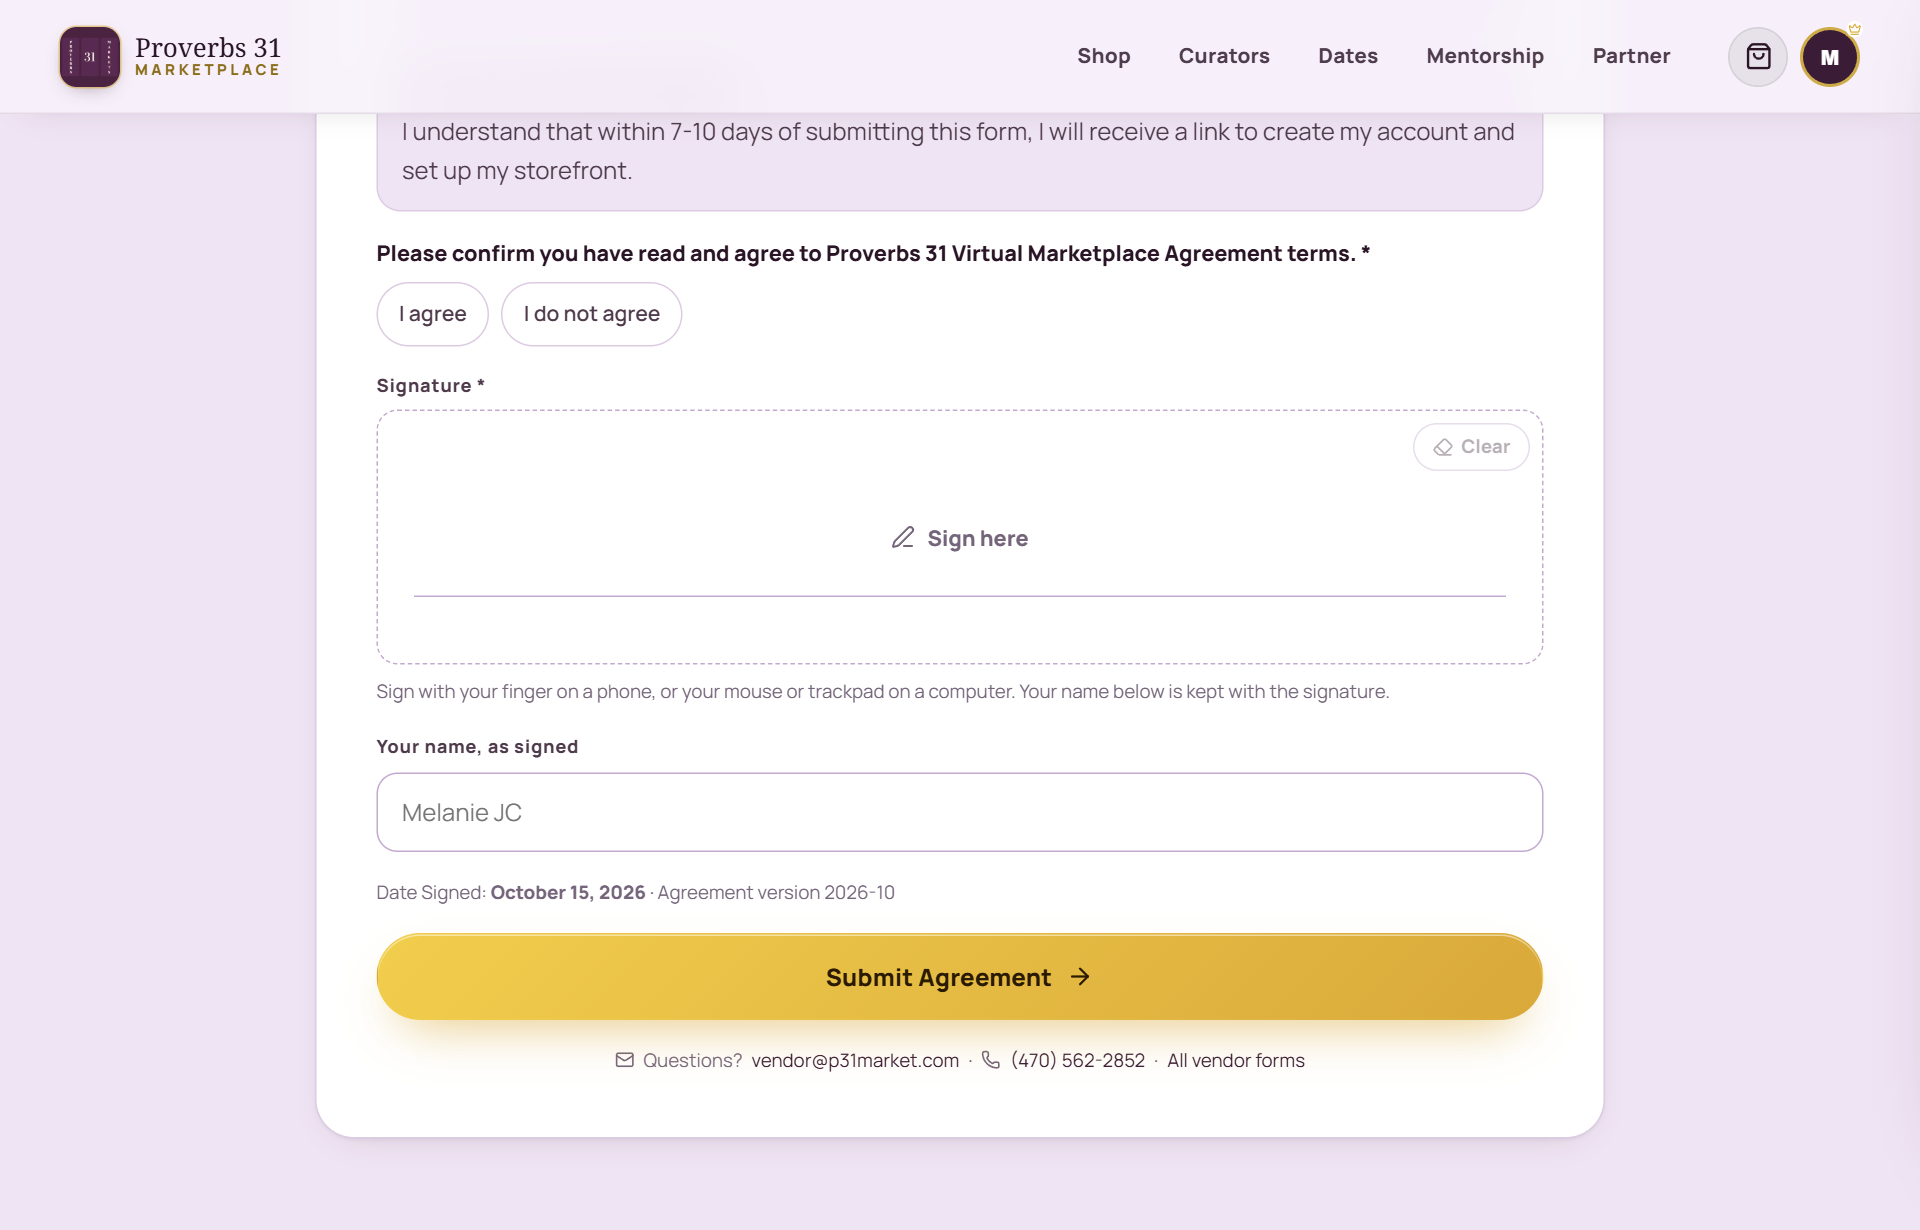 Proverbs 31
MARKETPLACE
31
Shop
Curators
Dates
Mentorship
Partner
M
I understand that within 7-10 days of submitting this form, I will receive a link to create my account and
set up my storefront.
Please confirm you have read and agree to Proverbs 31 Virtual Marketplace Agreement terms. *
I agree
I do not agree
Signature *
Clear
Sign here
Sign with your finger on a phone, or your mouse or trackpad on a computer. Your name below is kept with the signature.
Your name, as signed
Melanie JC
Date Signed: October 15, 2026 · Agreement version 2026-10
Submit Agreement
Questions? vendor@p31market.com · (470) 562-2852 · All vendor forms